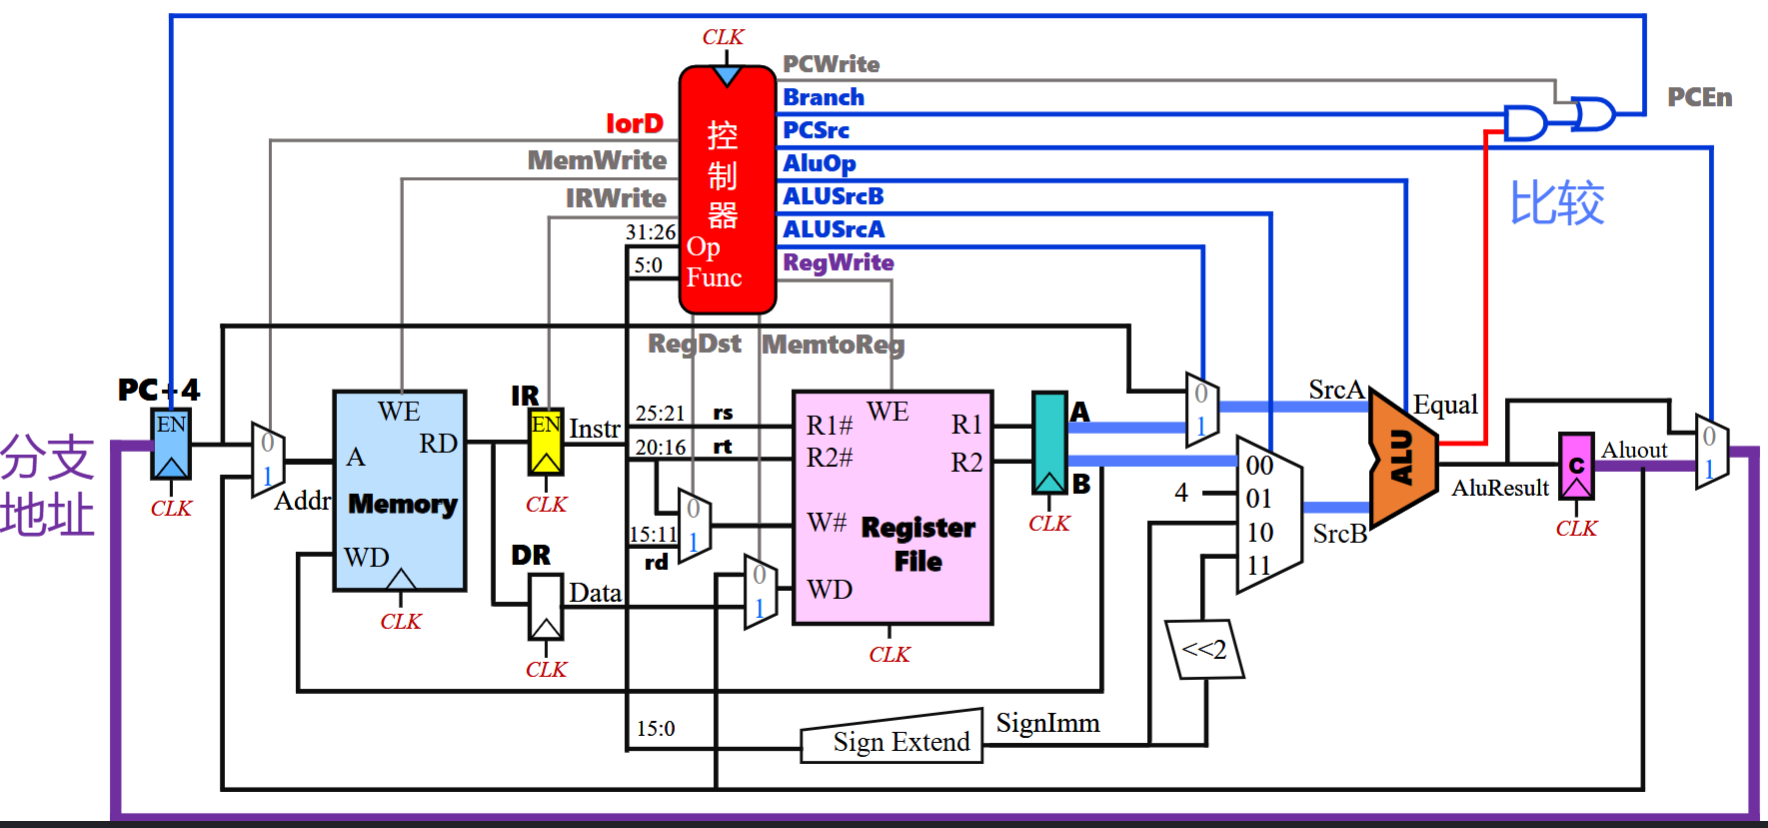 CLK
PCWrite
Branch
PCEn
IorD
控
PCSrc
MemWrite
制
AluOp
IRWrite
器
ALUSrcB
比较
31:26
Op
ALUSrcA
5:0
Func
RegWrite
RegDst
MemtoReg
PC+4
EN
CLK
分支
地址
0
1
Addr
WE
RD
A
Memory
WD
CLK
IR
EN
CLK
Instr
DR
Data
CLK
25:21 rs
20:16 rt
15:11
rd
0
1
0
1
WE
R1#
R1
R2#
R2
W#
Register
File
WD
CLK
A
B
CLK
0
1
SrcA
00
4
01
10
11
SrcB
<<2
ALU
Equal
AluResult
C
CLK
Aluout
0
1
15:0
Sign Extend
SignImm